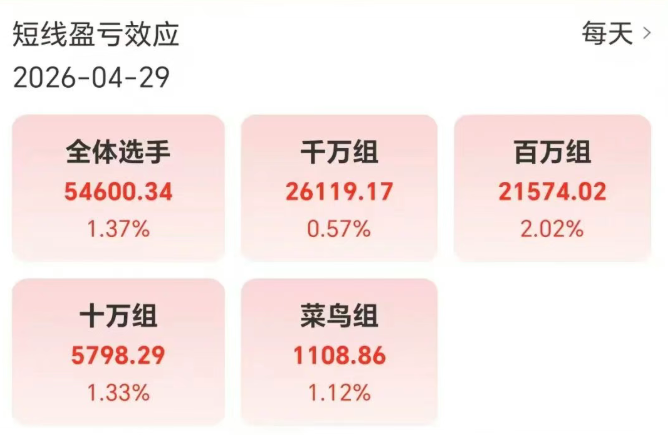 短线盈亏效应
每天 >
2026-04-29
全体选手
54600.34
1.37%
千万组
26119.17
0.57%
百万组
21574.02
2.02%
十万组
5798.29
1.33%
菜鸟组
1108.86
1.12%